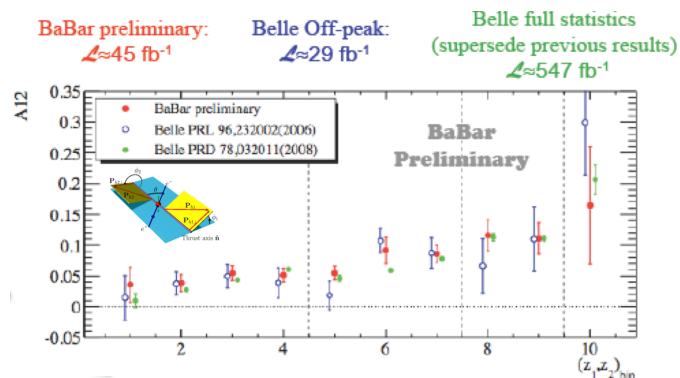 BaBar preliminary:
ℒ≈45 fb⁻¹
Belle Off-peak:
ℒ≈29 fb⁻¹
Belle full statistics
(supersede previous results)
ℒ≈547 fb⁻¹
A12
0.35
0.3
0.25
0.2
0.15
0.1
0.05
0
-0.05
BaBar preliminary
Belle PRL 96,232002(2006)
Belle PRD 78,032011(2008)
BaBar
Preliminary
Thrust axis n̂
2
4
6
8
10